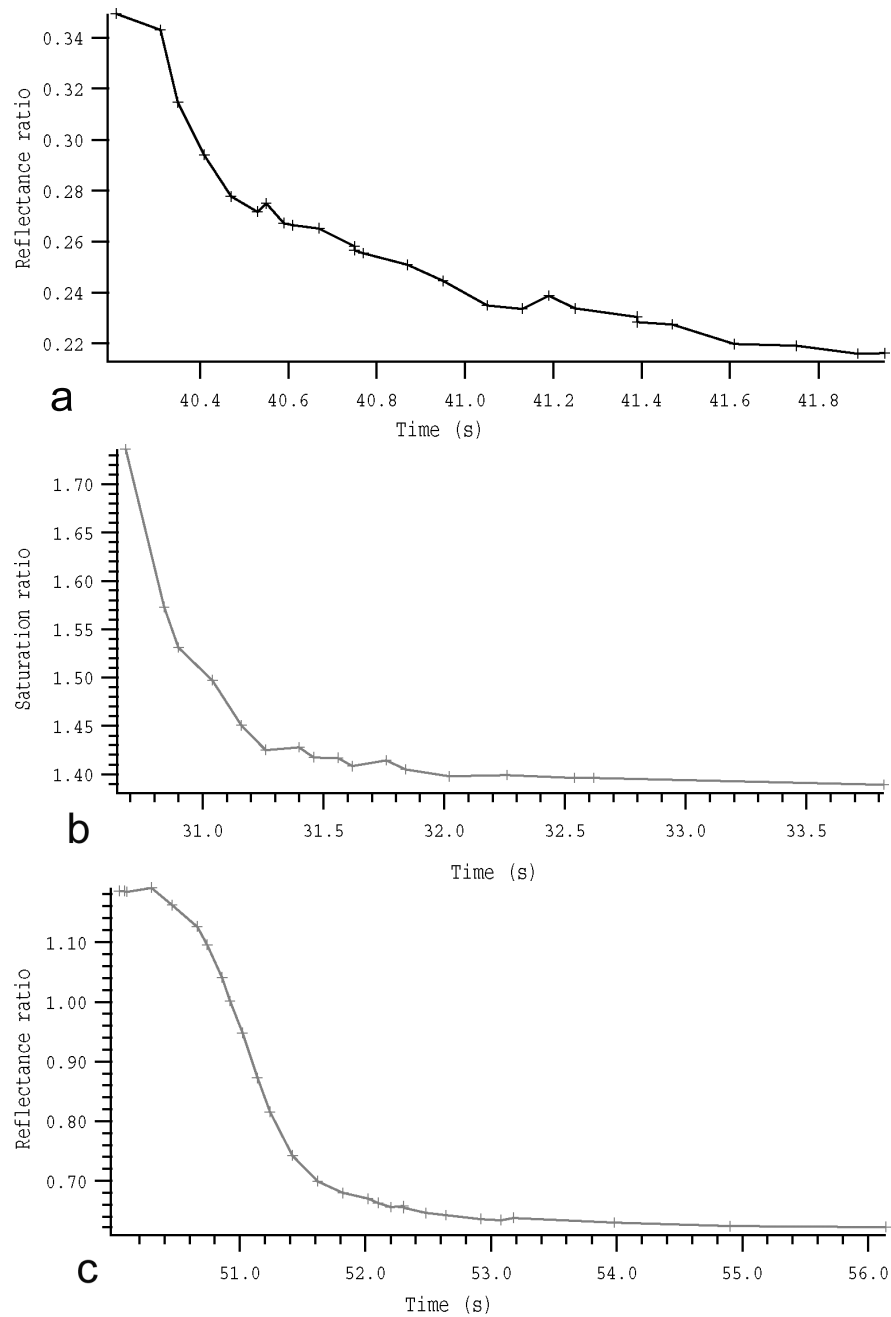 0.34
0.32
0.30
0.28
0.26
0.24
0.22
Reflectance ratio
40.4 40.6 40.8 41.0 41.2 41.4 41.6 41.8
a
Time (s)
1.70
1.65
1.60
1.55
1.50
1.45
1.40
Saturation ratio
31.0 31.5 32.0 32.5 33.0 33.5
b
Time (s)
1.10
1.00
0.90
0.80
0.70
Reflectance ratio
51.0 52.0 53.0 54.0 55.0 56.0
c
Time (s)